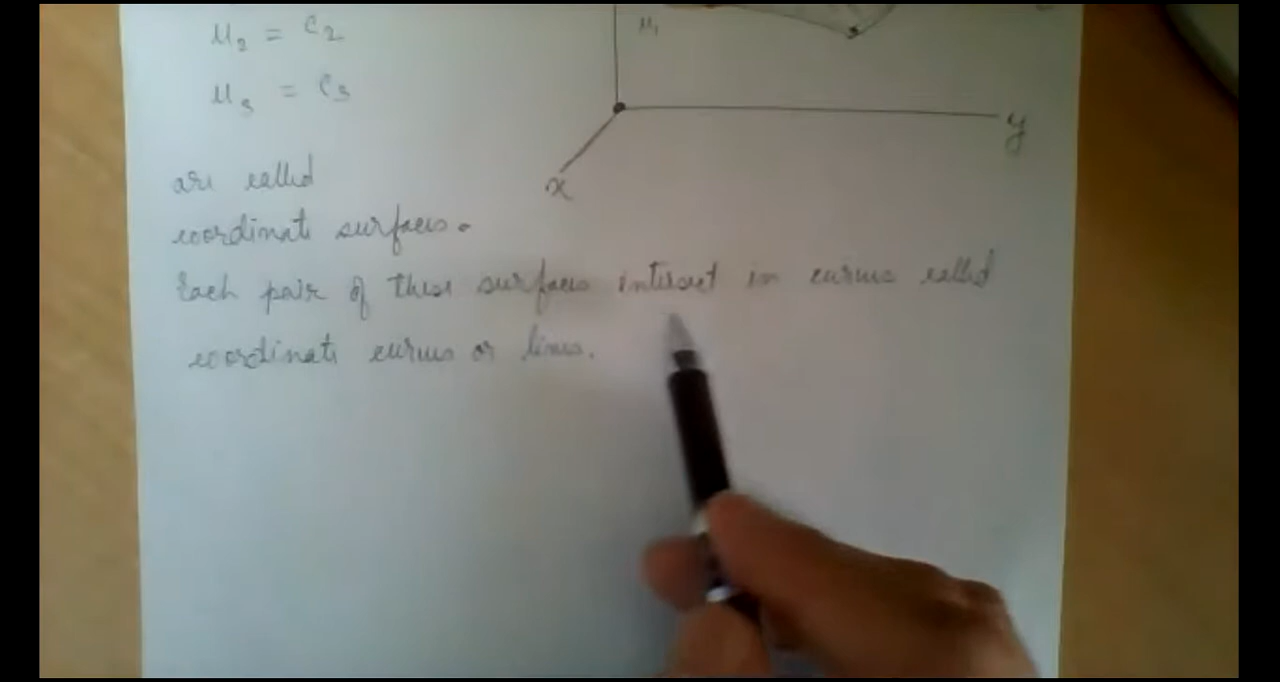 u₂ = c₂
u₁
u₃ = c₃
y
x
are called
coordinate surfaces.
Each pair of these surfaces intersect in curves called
coordinate curves or lines.